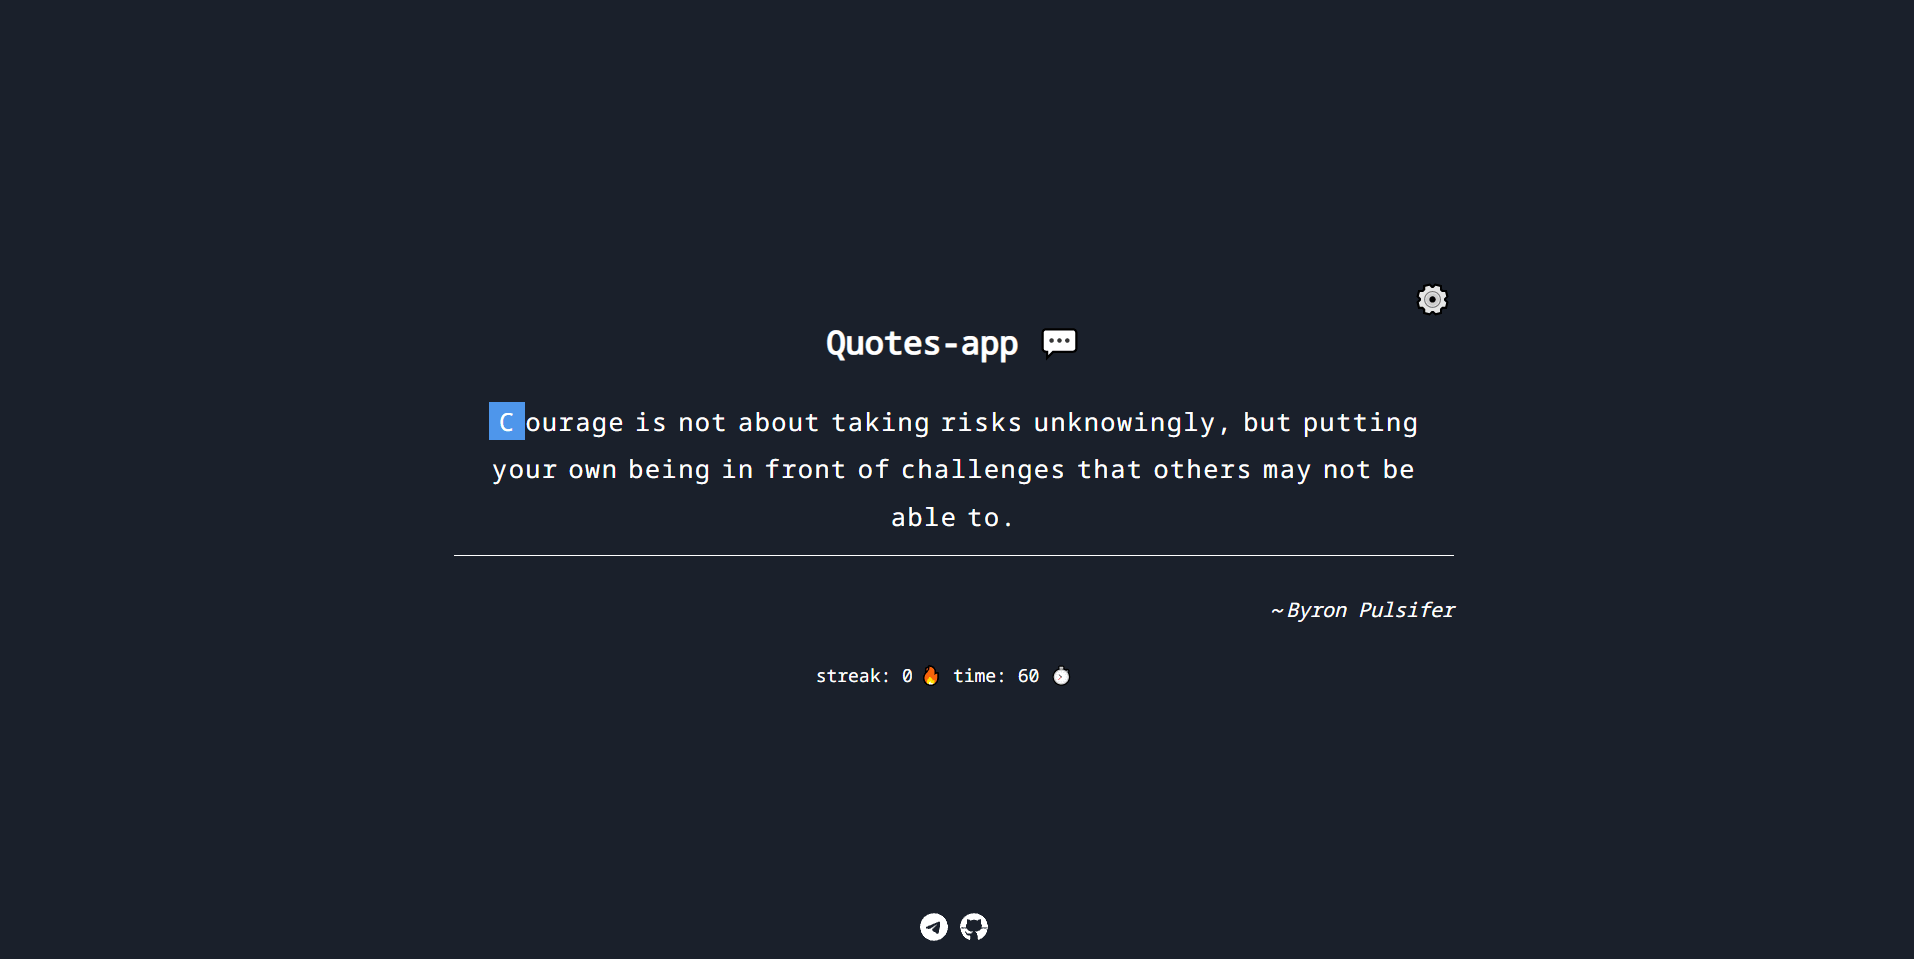 Quotes-app 💬
Courage is not about taking risks unknowingly, but putting
your own being in front of challenges that others may not be
able to.
~Byron Pulsifer
streak: 0 🔥 time: 60 ⏱